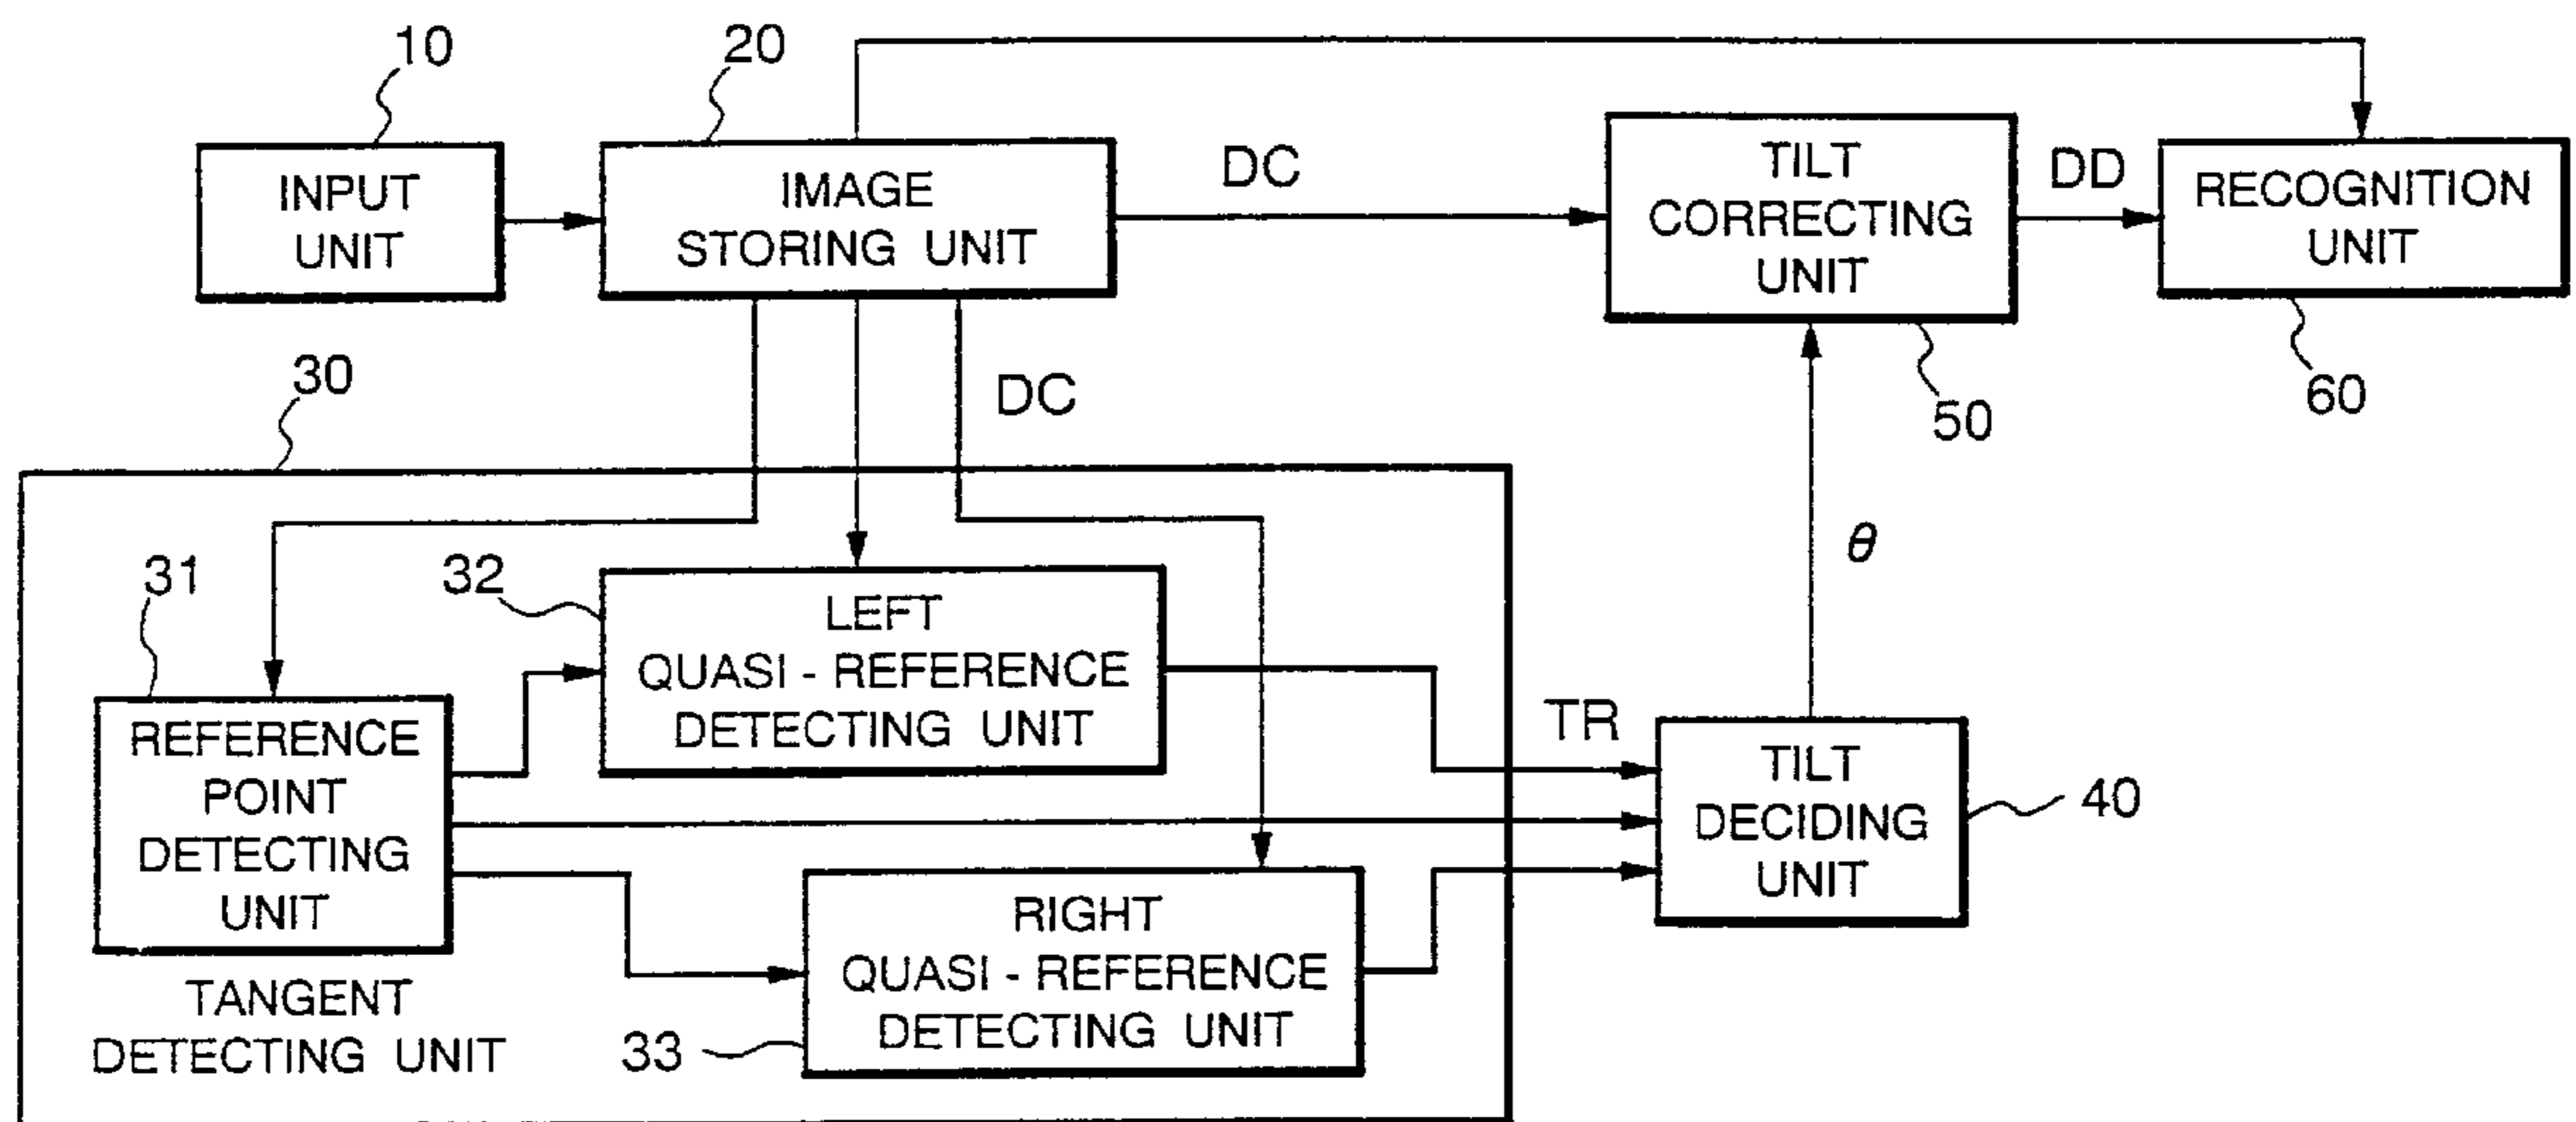 10
20
INPUT
UNIT
IMAGE
STORING UNIT
DC
TILT
CORRECTING
UNIT
DD
RECOGNITION
UNIT
30
DC
50
60
θ
31
32
LEFT
QUASI - REFERENCE
DETECTING UNIT
REFERENCE
POINT
DETECTING
UNIT
TR
TILT
DECIDING
UNIT
40
RIGHT
QUASI - REFERENCE
DETECTING UNIT
33
TANGENT
DETECTING UNIT